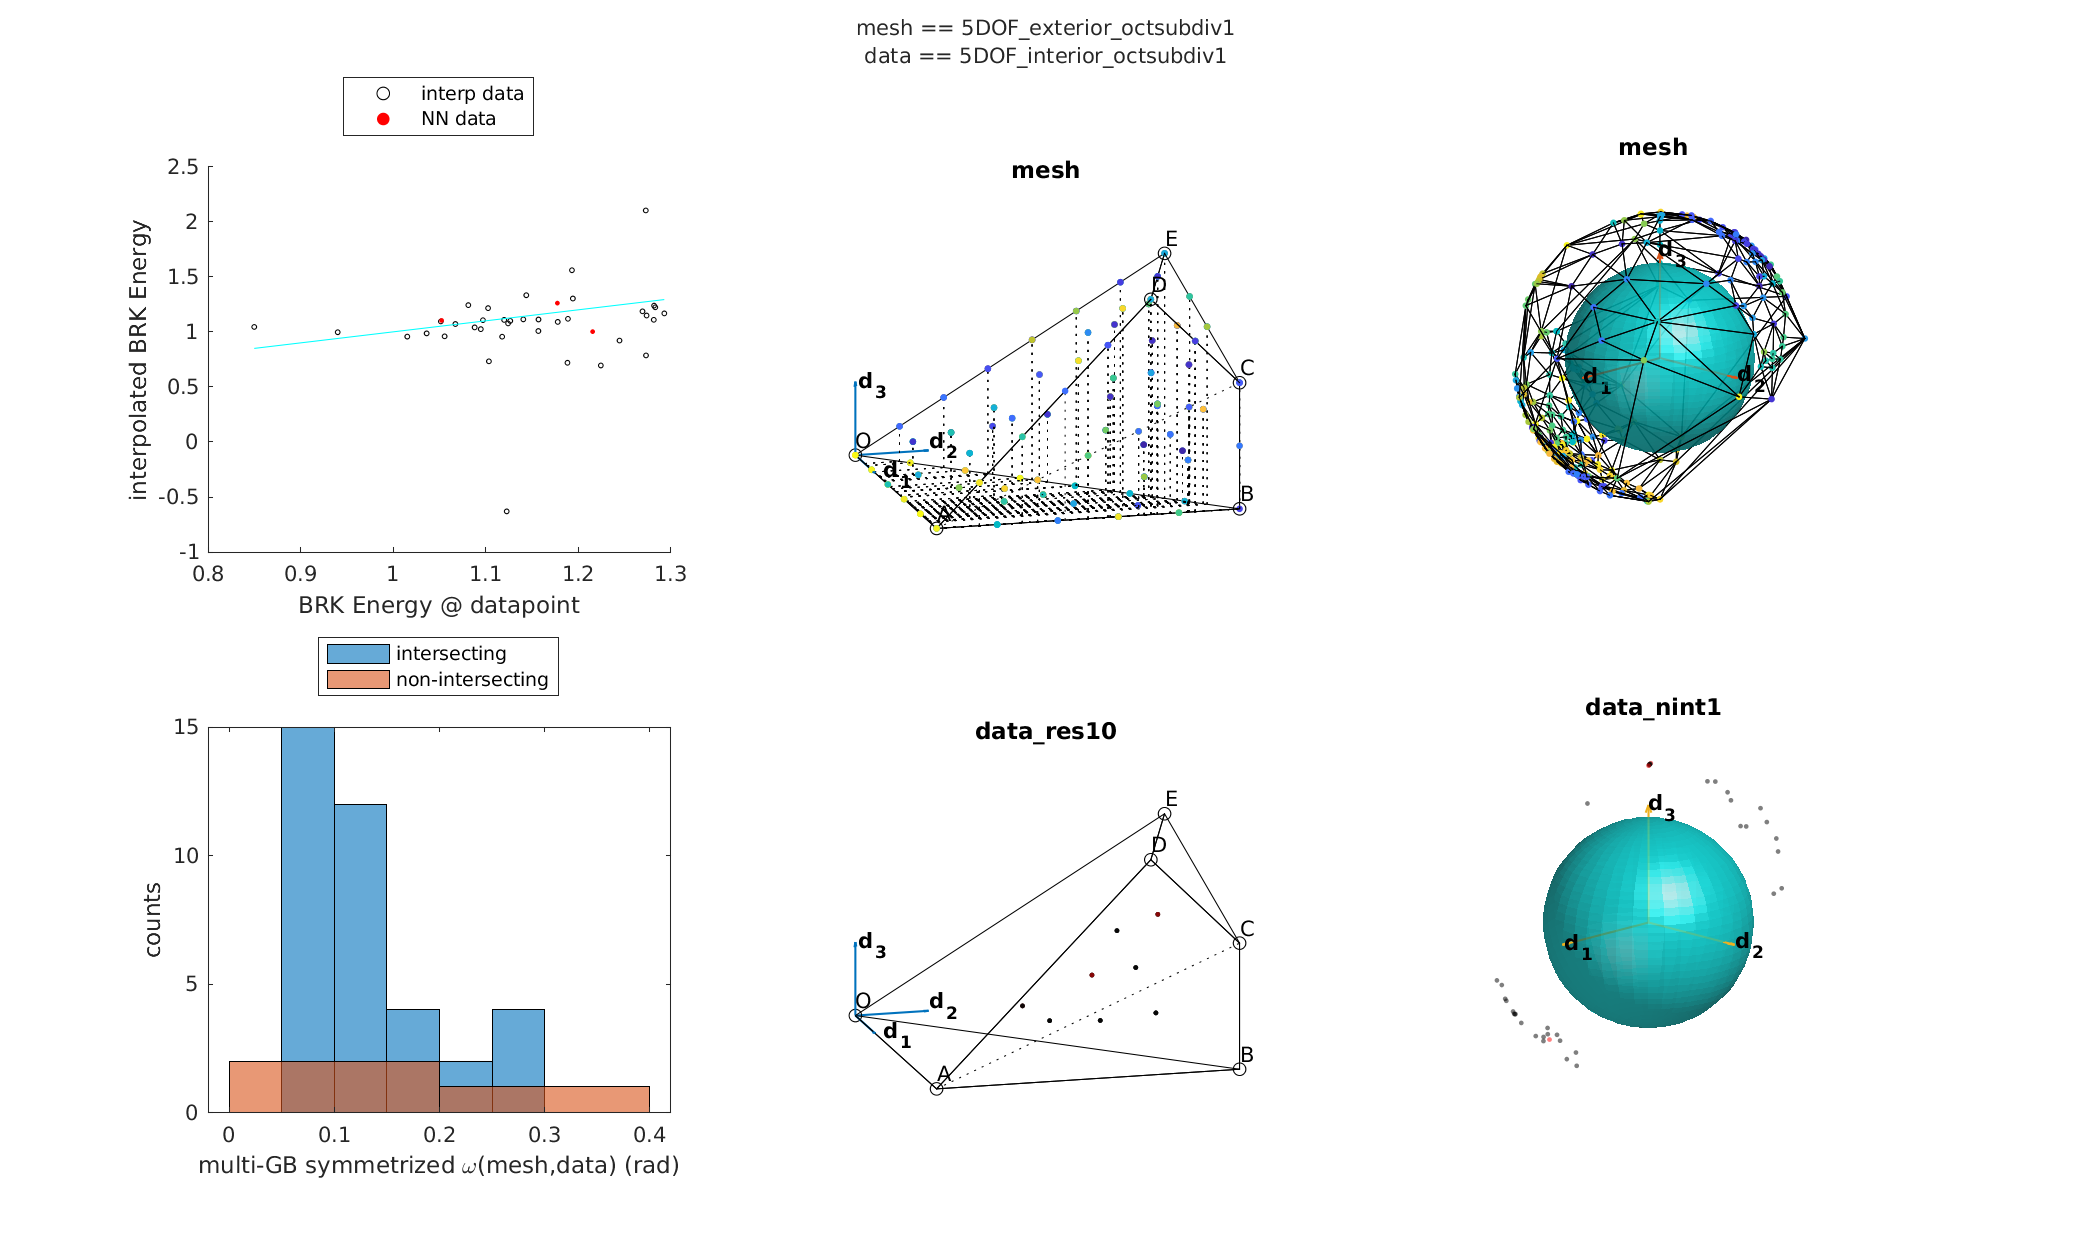 mesh == 5DOF_exterior_octsubdiv1
data == 5DOF_interior_octsubdiv1
interp data
NN data
2.5
2
1.5
1
0.5
0
-0.5
-1
interpolated BRK Energy
0.8 0.9 1 1.1 1.2 1.3
BRK Energy @ datapoint
mesh
E
D
C
d3
O
d2
d1
A
B
mesh
d3
d1
d2
intersecting
non-intersecting
15
10
5
0
counts
0 0.1 0.2 0.3 0.4
multi-GB symmetrized ω(mesh,data) (rad)
data_res10
E
D
C
d3
O
d2
d1
A
B
data_nint1
d3
d1
d2